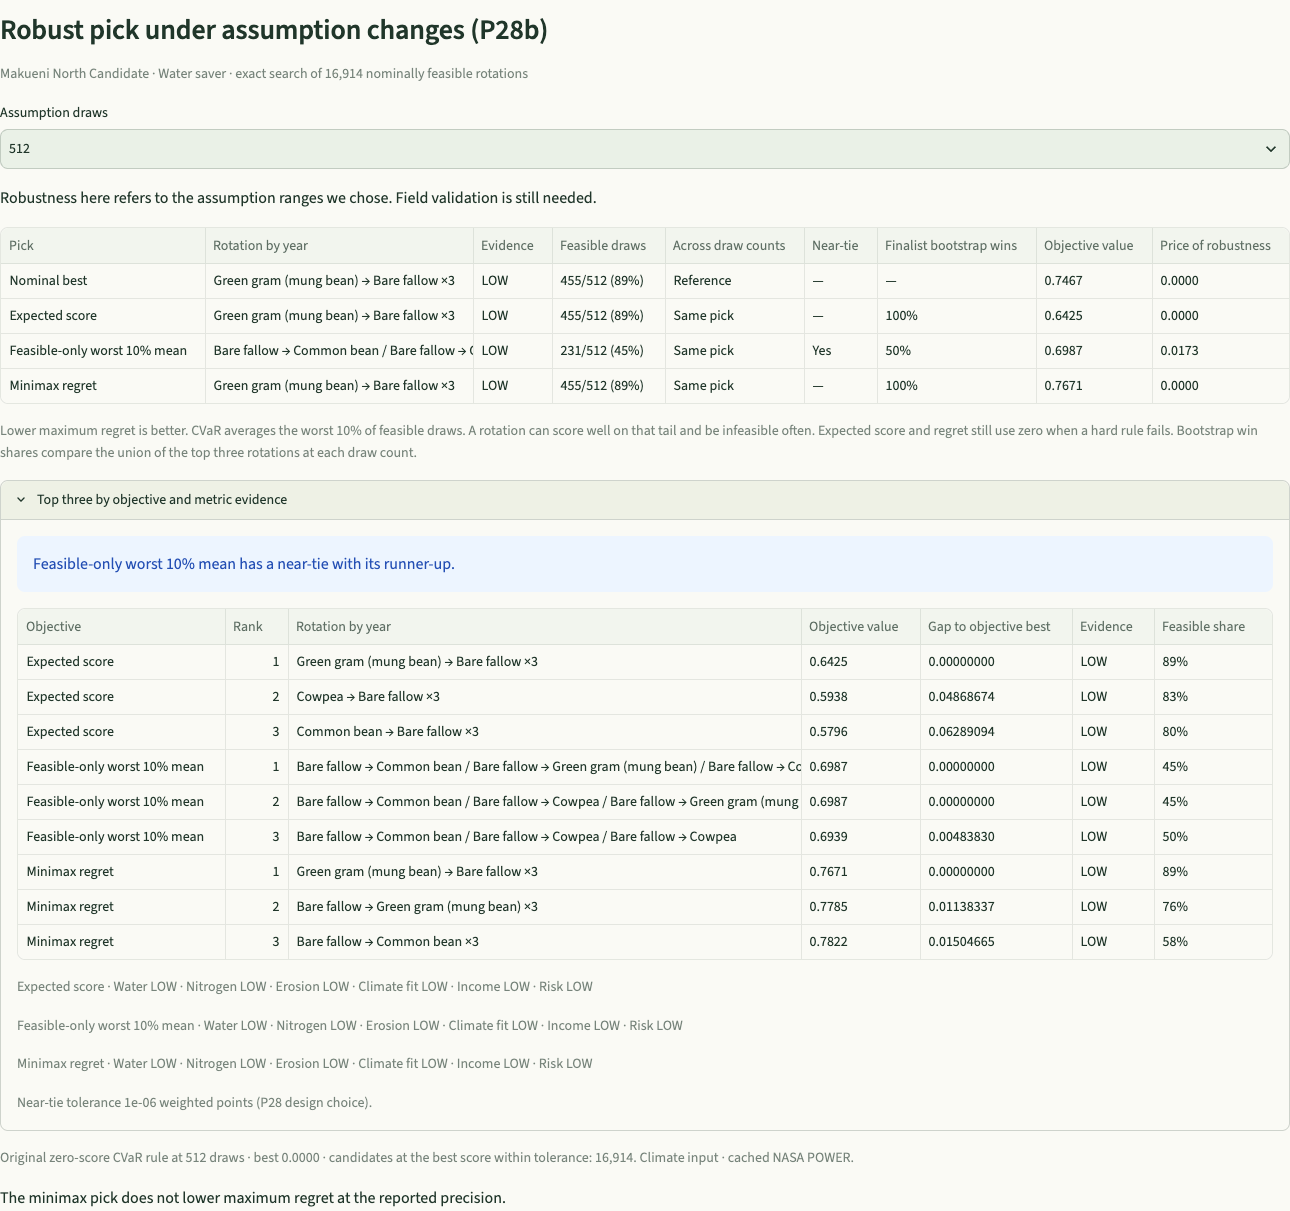 Robust pick under assumption changes (P28b)
Makueni North Candidate · Water saver · exact search of 16,914 nominally feasible rotations
Assumption draws
512
Robustness here refers to the assumption ranges we chose. Field validation is still needed.
Pick Rotation by year Evidence Feasible draws Across draw counts Near-tie Finalist bootstrap wins Objective value Price of robustness
Nominal best Green gram (mung bean) → Bare fallow ×3 LOW 455/512 (89%) Reference — — 0.7467 0.0000
Expected score Green gram (mung bean) → Bare fallow ×3 LOW 455/512 (89%) Same pick — 100% 0.6425 0.0000
Feasible-only worst 10% mean Bare fallow → Common bean / Bare fallow → LOW 231/512 (45%) Same pick Yes 50% 0.6987 0.0173
Minimax regret Green gram (mung bean) → Bare fallow ×3 LOW 455/512 (89%) Same pick — 100% 0.7671 0.0000
Lower maximum regret is better. CVaR averages the worst 10% of feasible draws. A rotation can score well on that tail and be infeasible often. Expected score and regret still use zero when a hard rule fails. Bootstrap win
shares compare the union of the top three rotations at each draw count.
Top three by objective and metric evidence
Feasible-only worst 10% mean has a near-tie with its runner-up.
Objective Rank Rotation by year Objective value Gap to objective best Evidence Feasible share
Expected score 1 Green gram (mung bean) → Bare fallow ×3 0.6425 0.00000000 LOW 89%
Expected score 2 Cowpea → Bare fallow ×3 0.5938 0.04868674 LOW 83%
Expected score 3 Common bean → Bare fallow ×3 0.5796 0.06289094 LOW 80%
Feasible-only worst 10% mean 1 Bare fallow → Common bean / Bare fallow → Green gram (mung bean) / Bare fallow → Co 0.6987 0.00000000 LOW 45%
Feasible-only worst 10% mean 2 Bare fallow → Common bean / Bare fallow → Cowpea / Bare fallow → Green gram (mung 0.6987 0.00000000 LOW 45%
Feasible-only worst 10% mean 3 Bare fallow → Common bean / Bare fallow → Cowpea / Bare fallow → Cowpea 0.6939 0.00483830 LOW 50%
Minimax regret 1 Green gram (mung bean) → Bare fallow ×3 0.7671 0.00000000 LOW 89%
Minimax regret 2 Bare fallow → Green gram (mung bean) ×3 0.7785 0.01138337 LOW 76%
Minimax regret 3 Bare fallow → Common bean ×3 0.7822 0.01504665 LOW 58%
Expected score · Water LOW · Nitrogen LOW · Erosion LOW · Climate fit LOW · Income LOW · Risk LOW
Feasible-only worst 10% mean · Water LOW · Nitrogen LOW · Erosion LOW · Climate fit LOW · Income LOW · Risk LOW
Minimax regret · Water LOW · Nitrogen LOW · Erosion LOW · Climate fit LOW · Income LOW · Risk LOW
Near-tie tolerance 1e-06 weighted points (P28 design choice).
Original zero-score CVaR rule at 512 draws · best 0.0000 · candidates at the best score within tolerance: 16,914. Climate input · cached NASA POWER.
The minimax pick does not lower maximum regret at the reported precision.